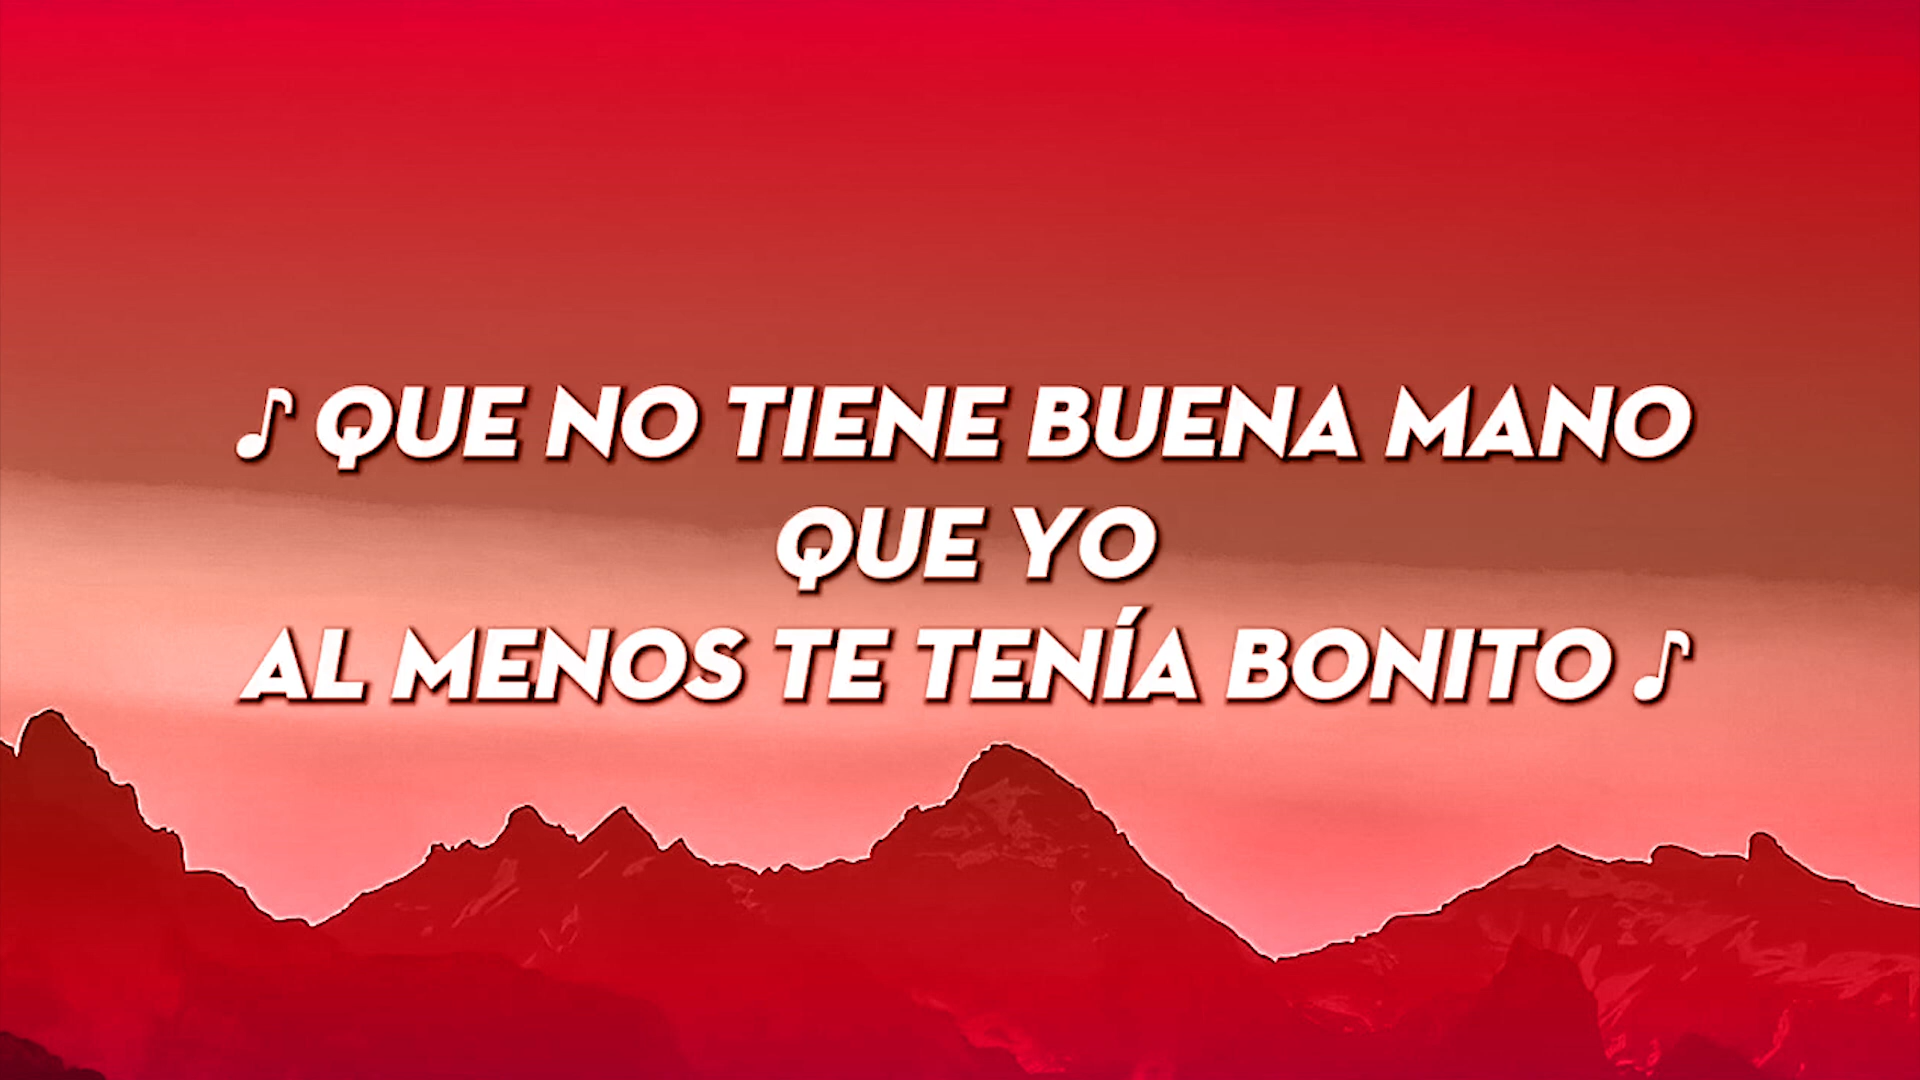 ♪ QUE NO TIENE BUENA MANO
QUE YO
AL MENOS TE TENÍA BONITO ♪